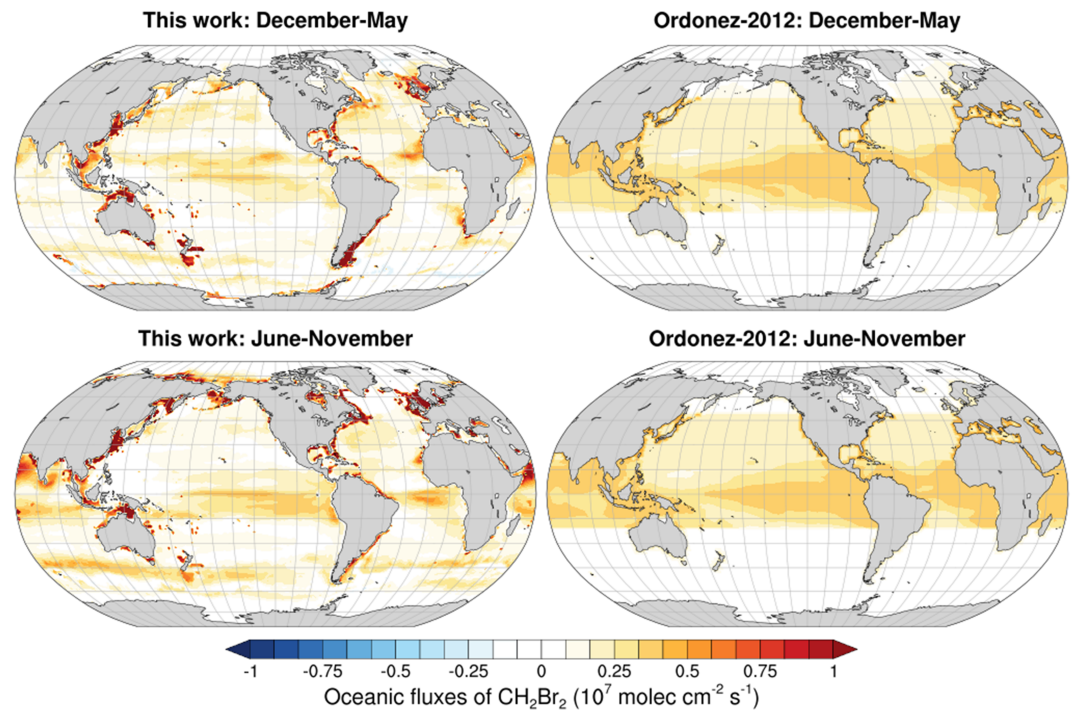 This work: December-May
Ordonez-2012: December-May
This work: June-November
Ordonez-2012: June-November
-1 -0.75 -0.5 -0.25 0 0.25 0.5 0.75 1
Oceanic fluxes of CH₂Br₂ (10⁷ molec cm⁻² s⁻¹)